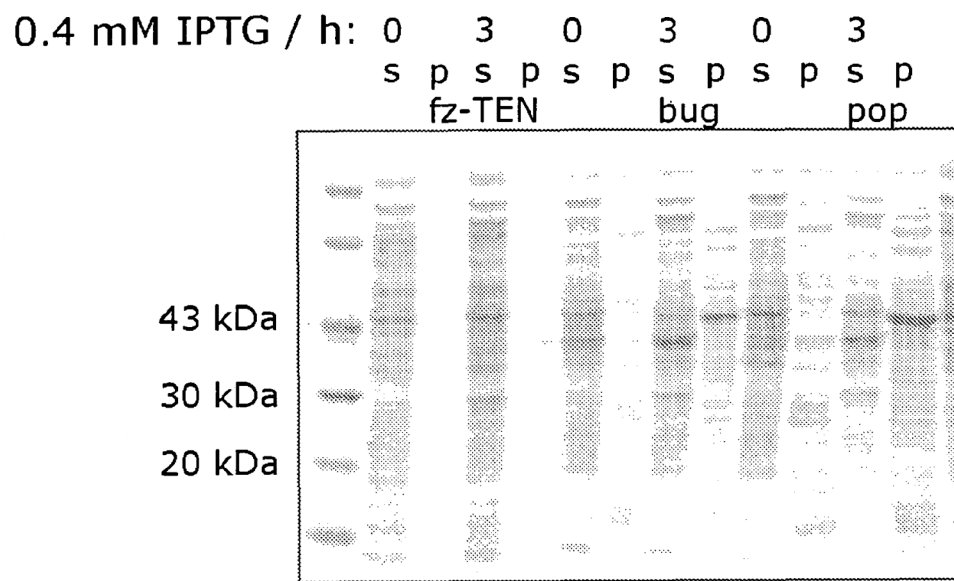 0.4 mM IPTG / h: 0 3 0 3 0 3
s p s p s p s p s p s p
fz-TEN bug pop
43 kDa
30 kDa
20 kDa